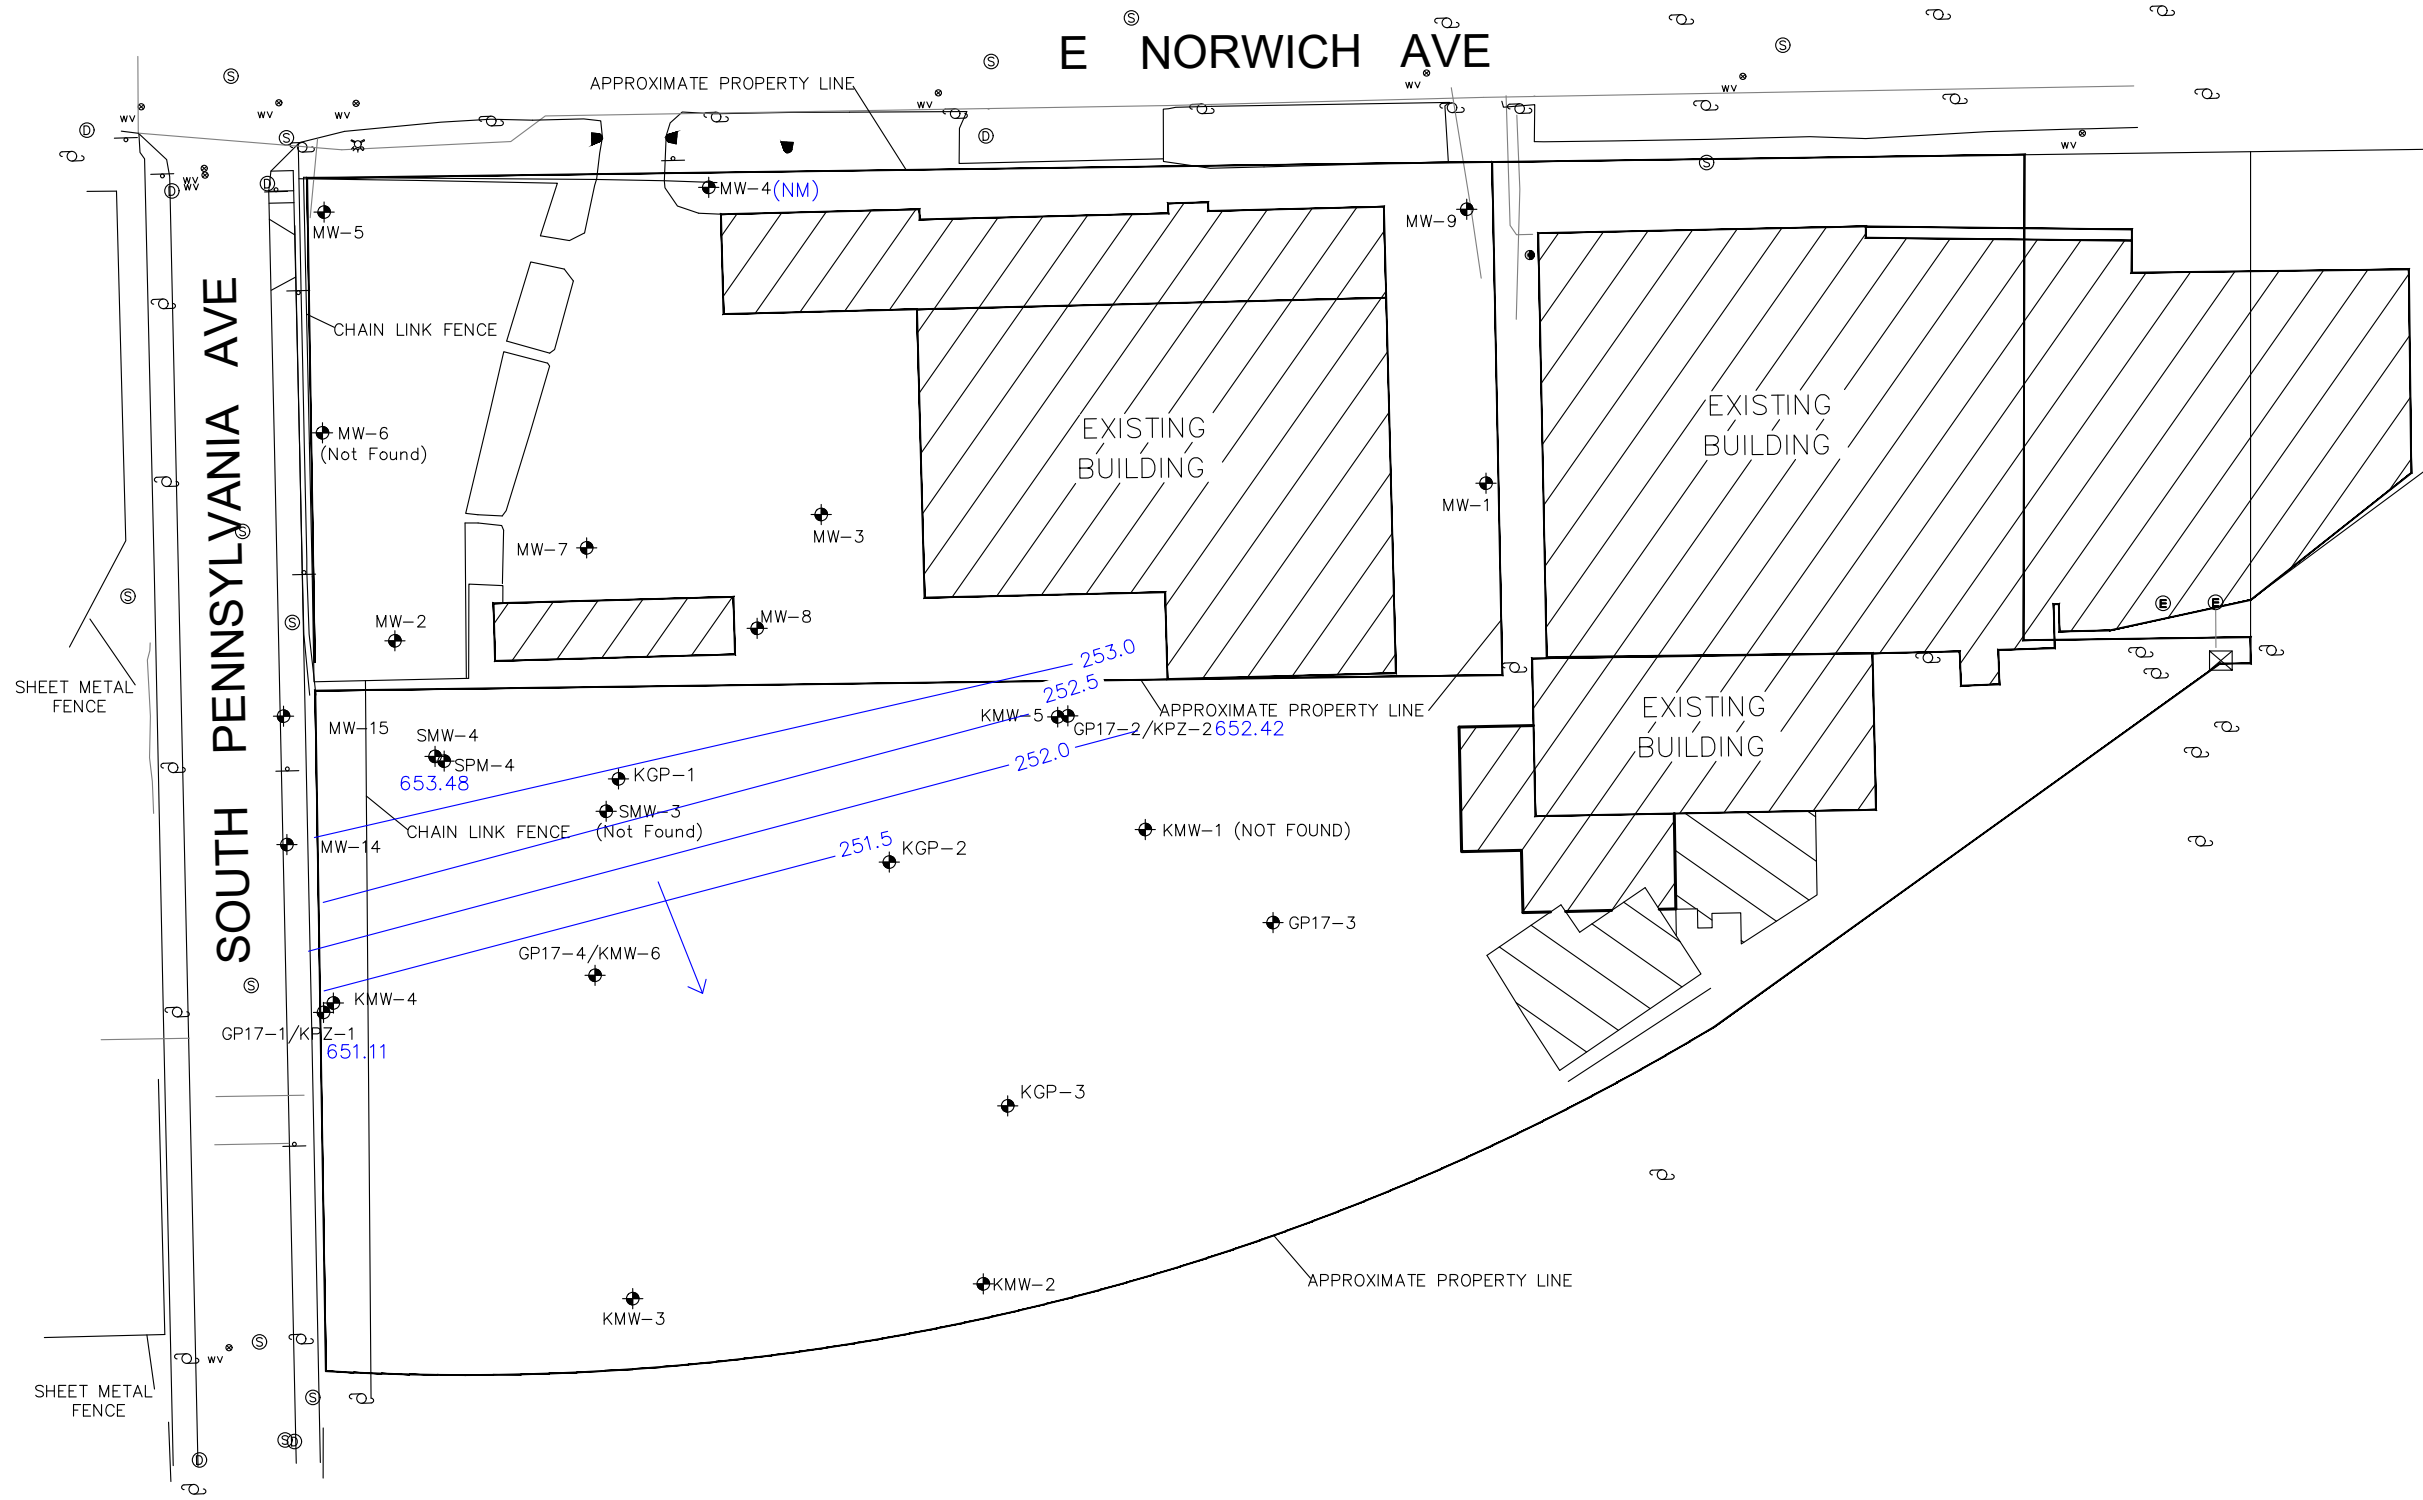 E NORWICH AVE
APPROXIMATE PROPERTY LINE
S
S
S
S
WV
WV
WV
WV
WV
WV
WV
D
S
D
S
WV
WV
D
D
MW-4(NM)
MW-5
MW-9
CHAIN LINK FENCE
SOUTH PENNSYLVANIA AVE
MW-6
(Not Found)
EXISTING
BUILDING
EXISTING
BUILDING
MW-1
MW-3
MW-7
S
S
S
E
E
MW-2
MW-8
253.0
252.5
SHEET METAL
FENCE
KMW-5
APPROXIMATE PROPERTY LINE
EXISTING
BUILDING
GP17-2/KPZ-2 652.42
MW-15
SMW-4
SPM-4
653.48
252.0
KGP-1
SMW-3
(Not Found)
CHAIN LINK FENCE
KMW-1 (NOT FOUND)
MW-14
251.5
KGP-2
GP17-3
GP17-4/KMW-6
S
KMW-4
GP17-1/KPZ-1
651.11
KGP-3
APPROXIMATE PROPERTY LINE
KMW-2
KMW-3
S
WV
SHEET METAL
FENCE
S
S
D
D